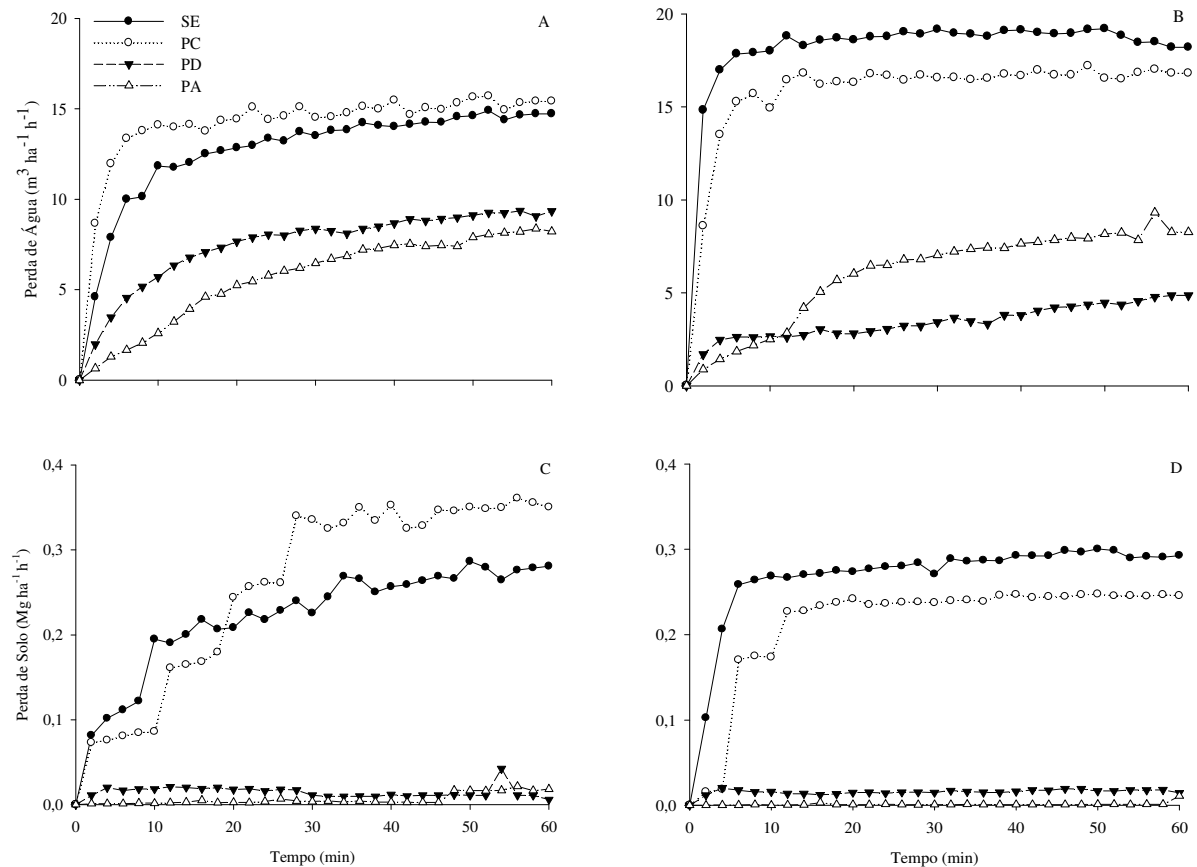 A
SE
PC
PD
PA
20
15
10
5
0
Perda de Água (m³ ha⁻¹ h⁻¹)
B
20
15
10
5
0
C
0,4
0,3
0,2
0,1
0,0
Perda de Solo (Mg ha⁻¹ h⁻¹)
0 10 20 30 40 50 60
Tempo (min)
D
0,4
0,3
0,2
0,1
0,0
0 10 20 30 40 50 60
Tempo (min)